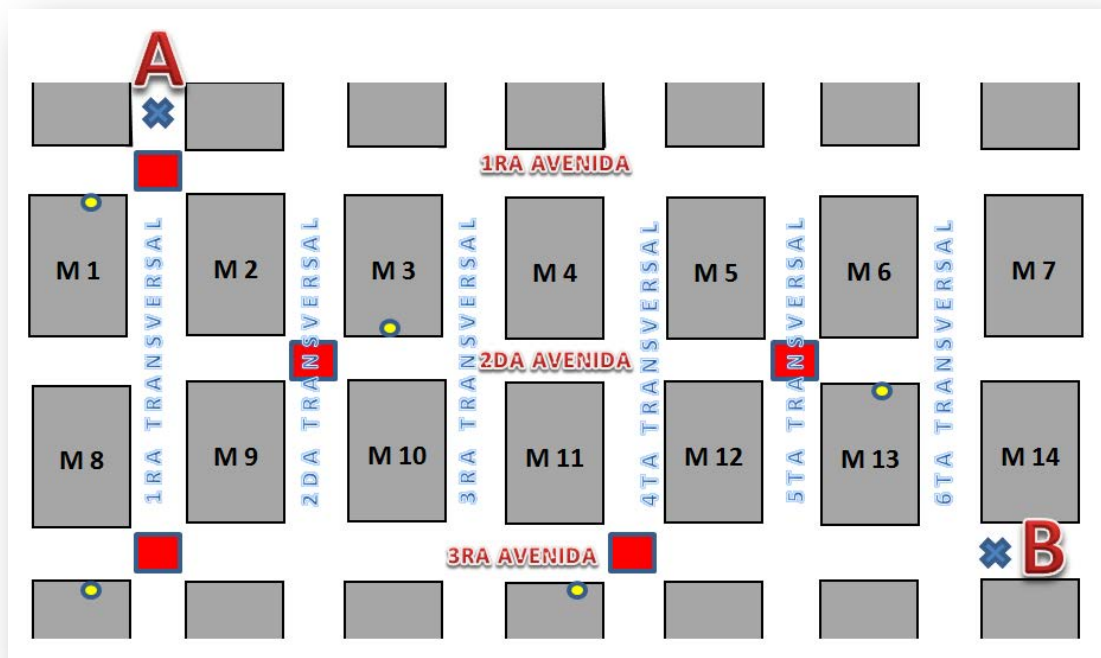 A
1RA AVENIDA
M 1
M 2
M 3
M 4
M 5
M 6
M 7
1RA TRANSVERSAL
2DA TRANSVERSAL
3RA TRANSVERSAL
4TA TRANSVERSAL
5TA TRANSVERSAL
6TA TRANSVERSAL
2DA AVENIDA
M 8
M 9
M 10
M 11
M 12
M 13
M 14
3RA AVENIDA
B